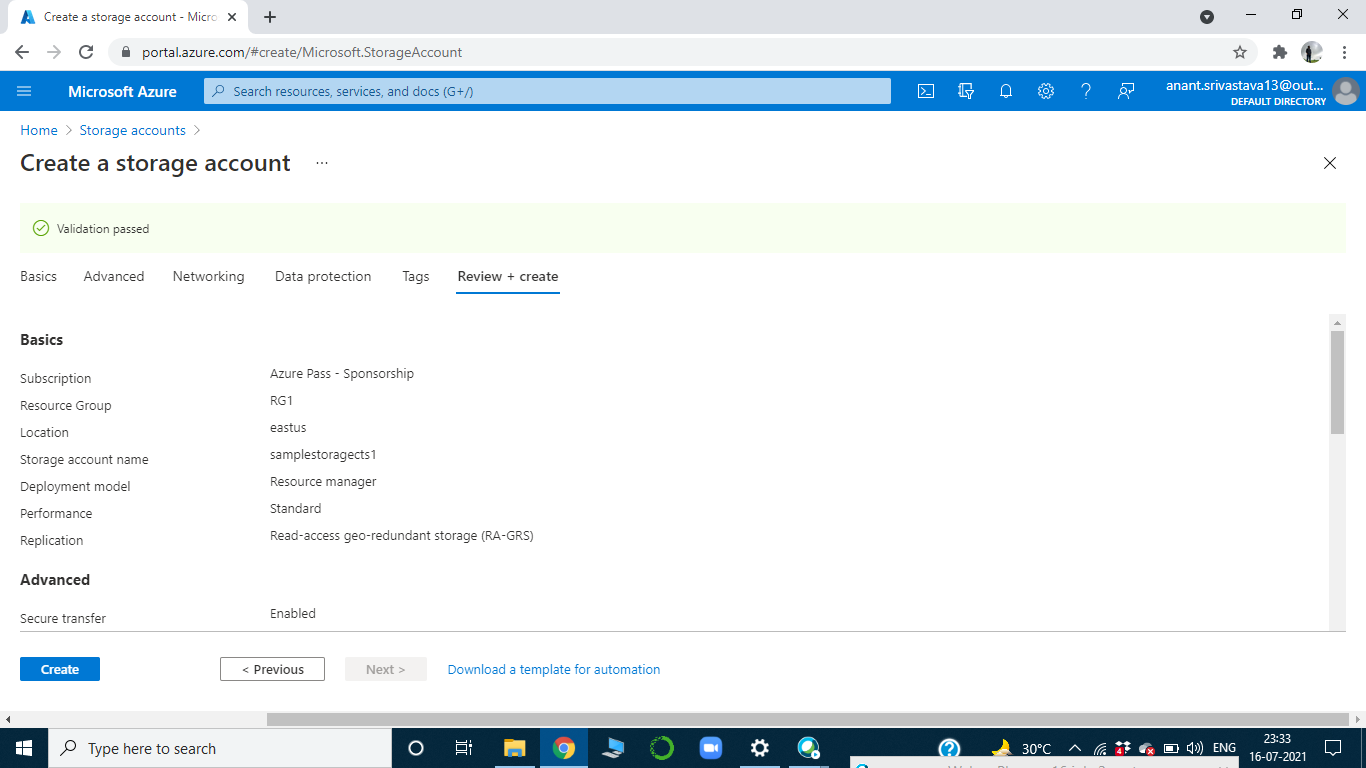 Create a storage account - Micro
portal.azure.com/#create/Microsoft.StorageAccount
Microsoft Azure
Search resources, services, and docs (G+/)
anant.srivastava13@out...
DEFAULT DIRECTORY
Home > Storage accounts >
Create a storage account ...
Validation passed
Basics Advanced Networking Data protection Tags Review + create
Basics
Subscription Azure Pass - Sponsorship
Resource Group RG1
Location eastus
Storage account name samplestoragects1
Deployment model Resource manager
Performance Standard
Replication Read-access geo-redundant storage (RA-GRS)
Advanced
Secure transfer Enabled
Create < Previous Next > Download a template for automation
Type here to search
30°C
4
ENG
23:33
16-07-2021